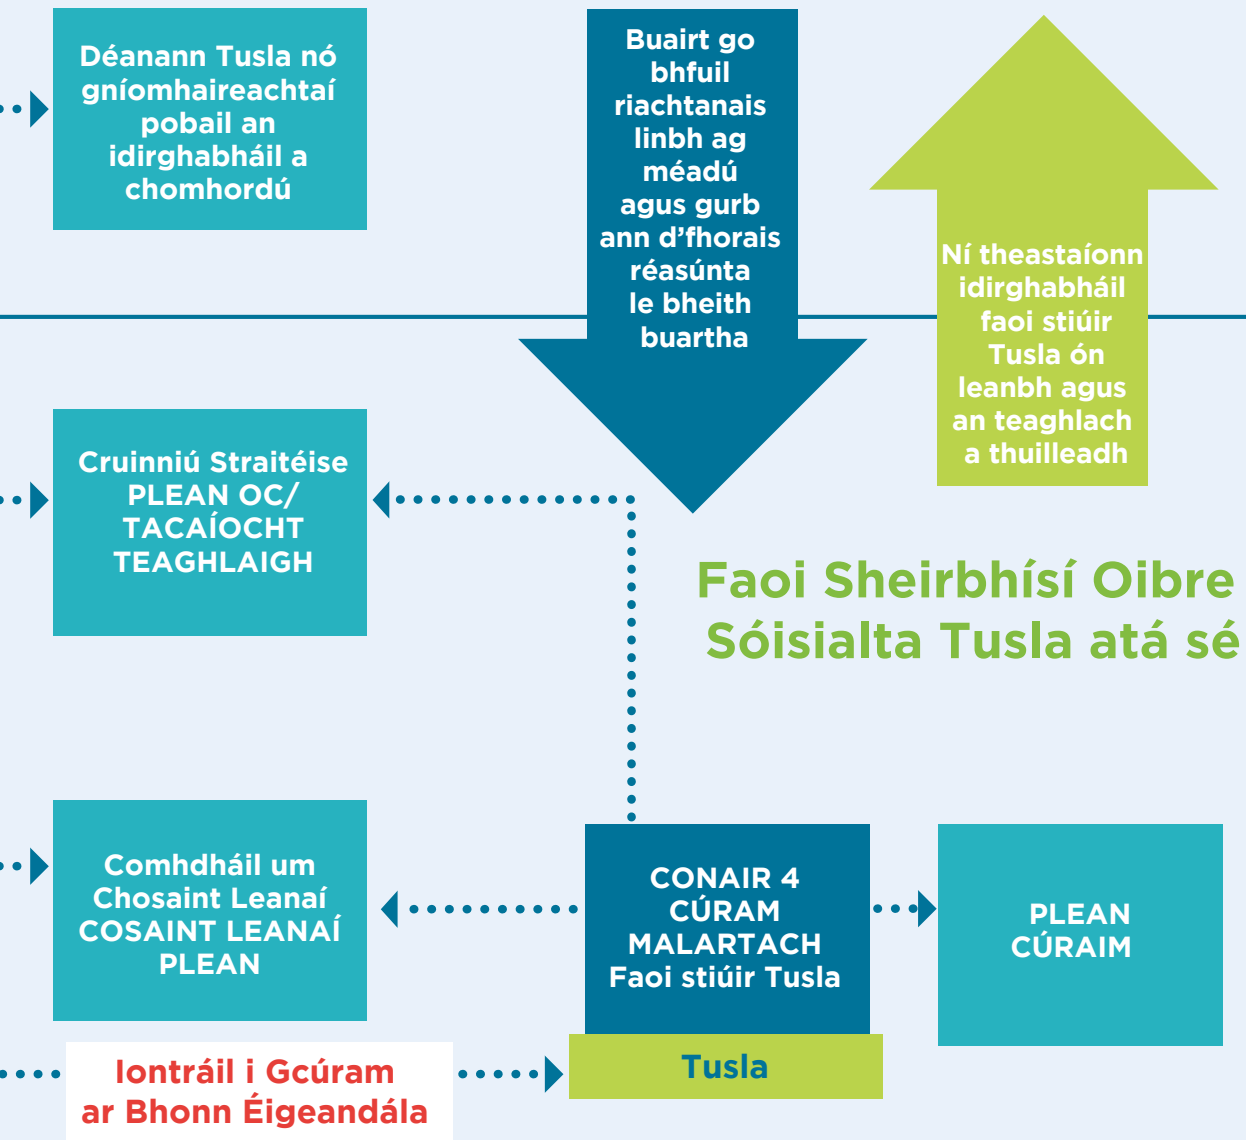 Déanann Tusla nó
gníomhaireachtaí
pobail an
idirghabháil a
chomhordú
Buairt go
bhfuil
riachtanais
linbh ag
méadú
agus gurb
ann d’fhorais
réasúnta
le bheith
buartha
Ní theastaíonn
idirghabháil
faoi stiúir
Tusla ón
leanbh agus
an teaghlach
a thuilleadh
Cruinniú Straitéise
PLEAN OC/
TACAÍOCHT
TEAGHLAIGH
Faoi Sheirbhísí Oibre
Sóisialta Tusla atá sé
Comhdháil um
Chosaint Leanaí
COSAINT LEANAÍ
PLEAN
CONAIR 4
CÚRAM
MALARTACH
Faoi stiúir Tusla
Tusla
PLEAN
CÚRAIM
Iontráil i Gcúram
ar Bhonn Éigeandála